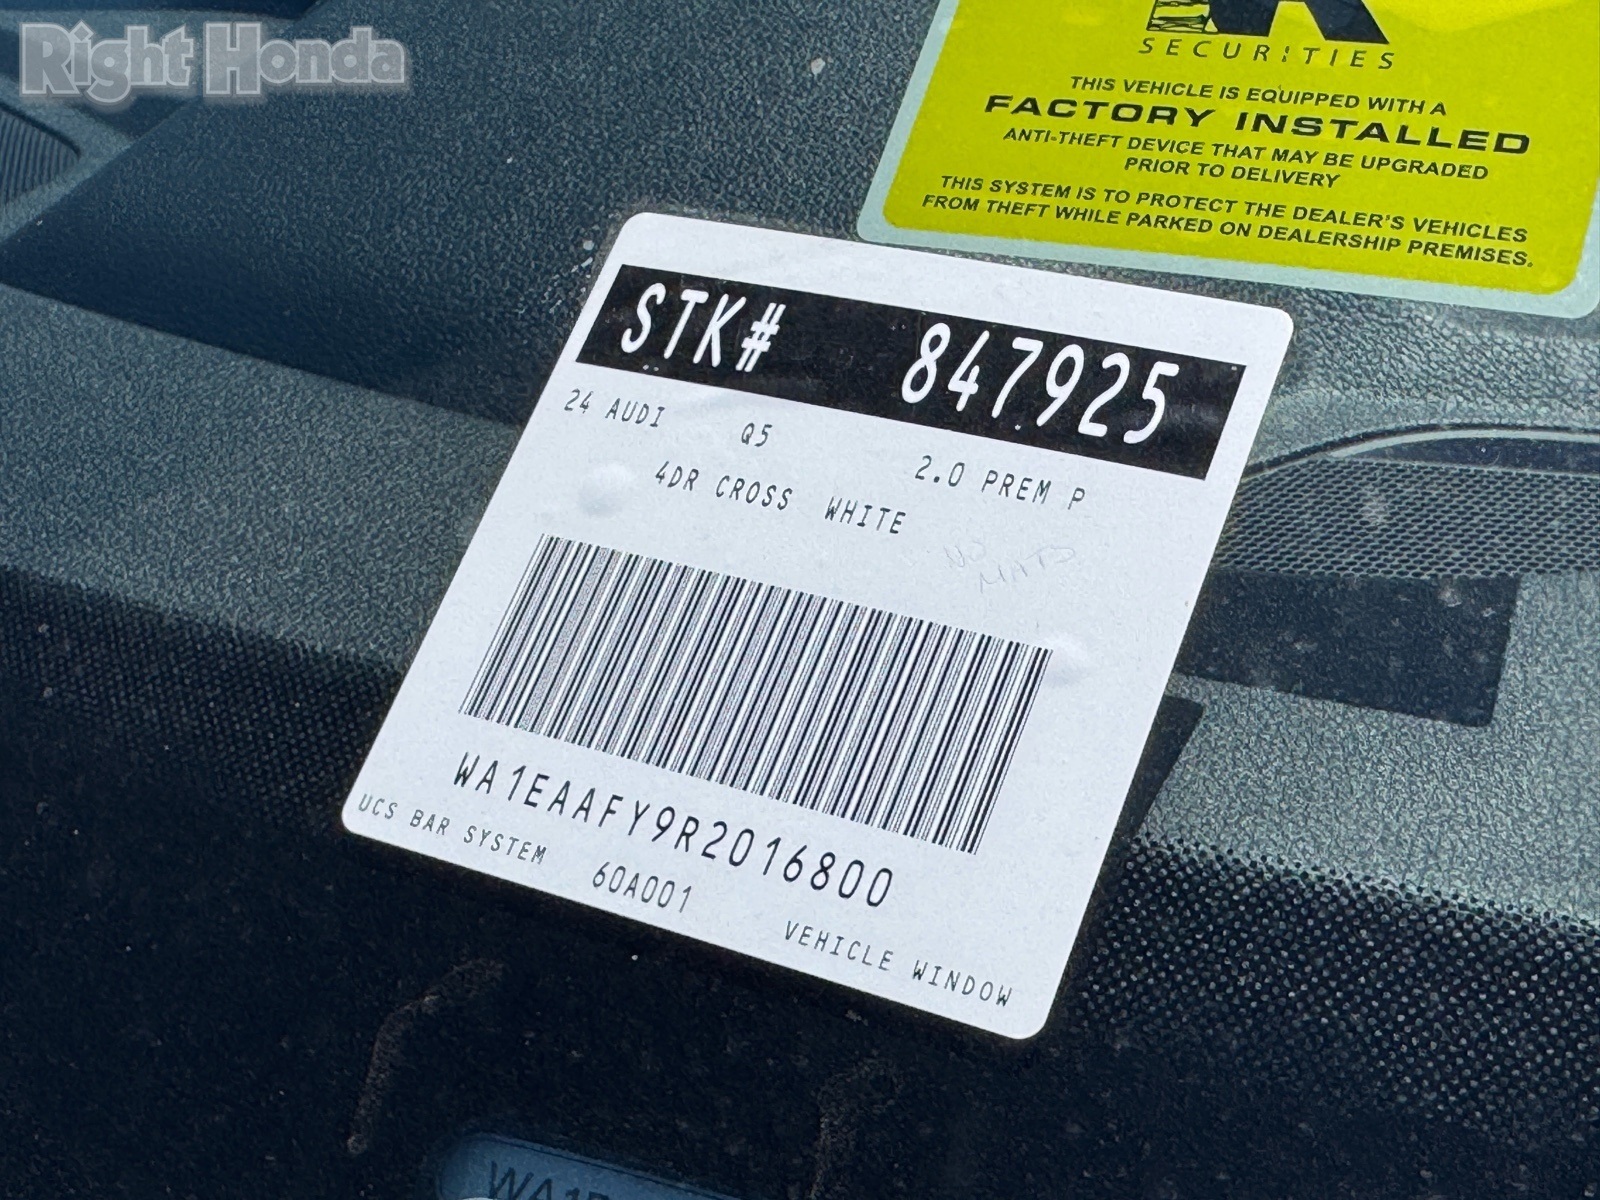 Right Honda
SECURITIES
THIS VEHICLE IS EQUIPPED WITH A
FACTORY INSTALLED
ANTI-THEFT DEVICE THAT MAY BE UPGRADED
PRIOR TO DELIVERY
THIS SYSTEM IS TO PROTECT THE DEALER'S VEHICLES
FROM THEFT WHILE PARKED ON DEALERSHIP PREMISES.
STK# 847925
24 AUDI Q5 2.0 PREM P
4DR CROSS WHITE
NO
MATS
WA1EAAFY9R2016800
UCS BAR SYSTEM 60A001 VEHICLE WINDOW